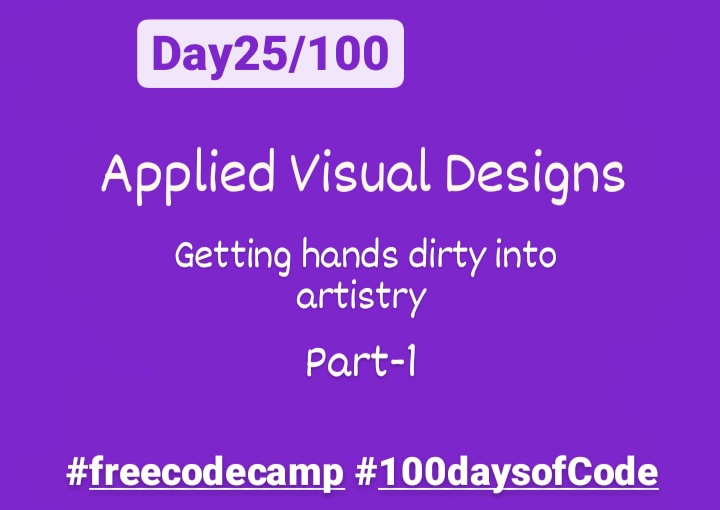 Day25/100
Applied Visual Designs
Getting hands dirty into
artistry
Part-1
#freecodecamp #100daysofCode